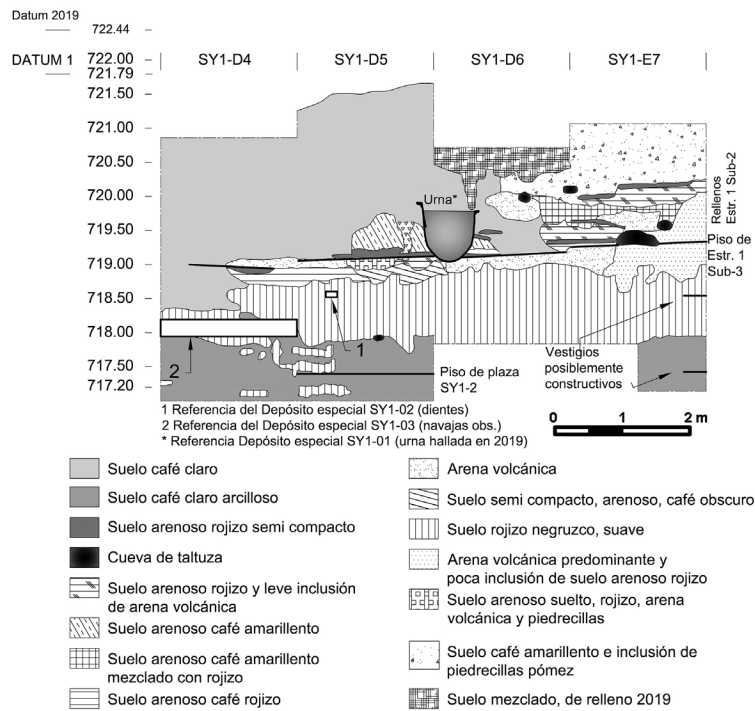 Datum 2019
722.44
DATUM 1
722.00
721.79
SY1-D4
SY1-D5
SY1-D6
SY1-E7
721.50
721.00
720.50
720.00
719.50
719.00
718.50
718.00
717.50
717.20
Urna*
Rellenos
Estr. 1 Sub-2
Piso de
Estr. 1
Sub-3
2
1
Piso de plaza
SY1-2
Vestigios
posiblemente
constructivos
1 Referencia del Depósito especial SY1-02 (dientes)
2 Referencia del Depósito especial SY1-03 (navajas obs.)
* Referencia Depósito especial SY1-01 (urna hallada en 2019)
0 1 2 m
Suelo café claro
Suelo café claro arcilloso
Suelo arenoso rojizo semi compacto
Cueva de taltuza
Suelo arenoso rojizo y leve inclusión
de arena volcánica
Suelo arenoso café amarillento
Suelo arenoso café amarillento
mezclado con rojizo
Suelo arenoso café rojizo
Arena volcánica
Suelo semi compacto, arenoso, café obscuro
Suelo rojizo negruzco, suave
Arena volcánica predominante y
poca inclusión de suelo arenoso rojizo
Suelo arenoso suelto, rojizo, arena
volcánica y piedrecillas
Suelo café amarillento e inclusión de
piedrecillas pómez
Suelo mezclado, de relleno 2019